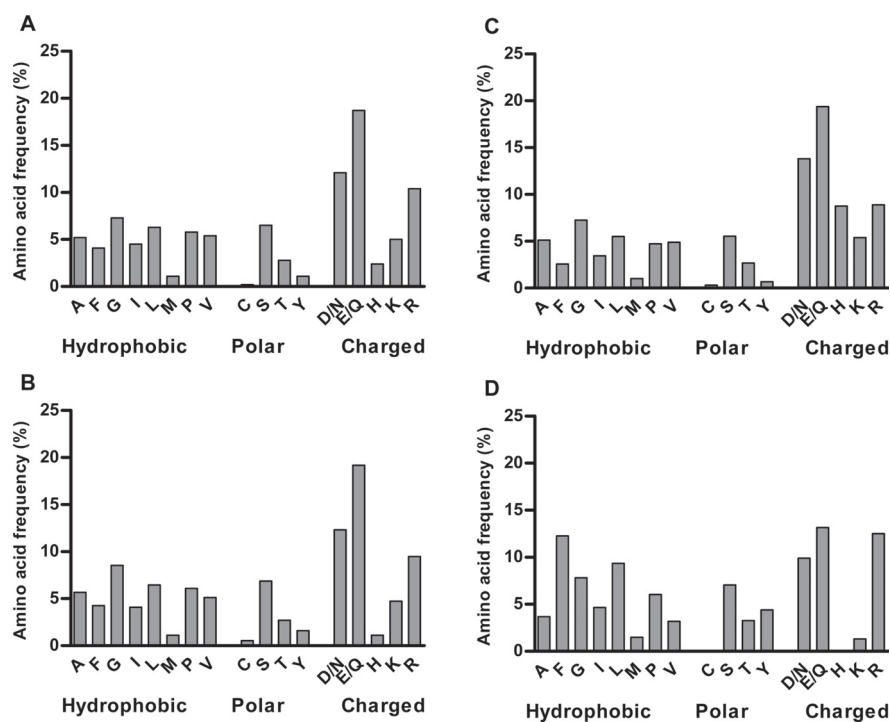 A
Amino acid frequency (%)
25
20
15
10
5
0
A F G I L M P V C S T Y D/N E/Q H K R
Hydrophobic Polar Charged
C
Amino acid frequency (%)
25
20
15
10
5
0
A F G I L M P V C S T Y D/N E/Q H K R
Hydrophobic Polar Charged
B
Amino acid frequency (%)
25
20
15
10
5
0
A F G I L M P V C S T Y D/N E/Q H K R
Hydrophobic Polar Charged
D
Amino acid frequency (%)
25
20
15
10
5
0
A F G I L M P V C S T Y D/N E/Q H K R
Hydrophobic Polar Charged